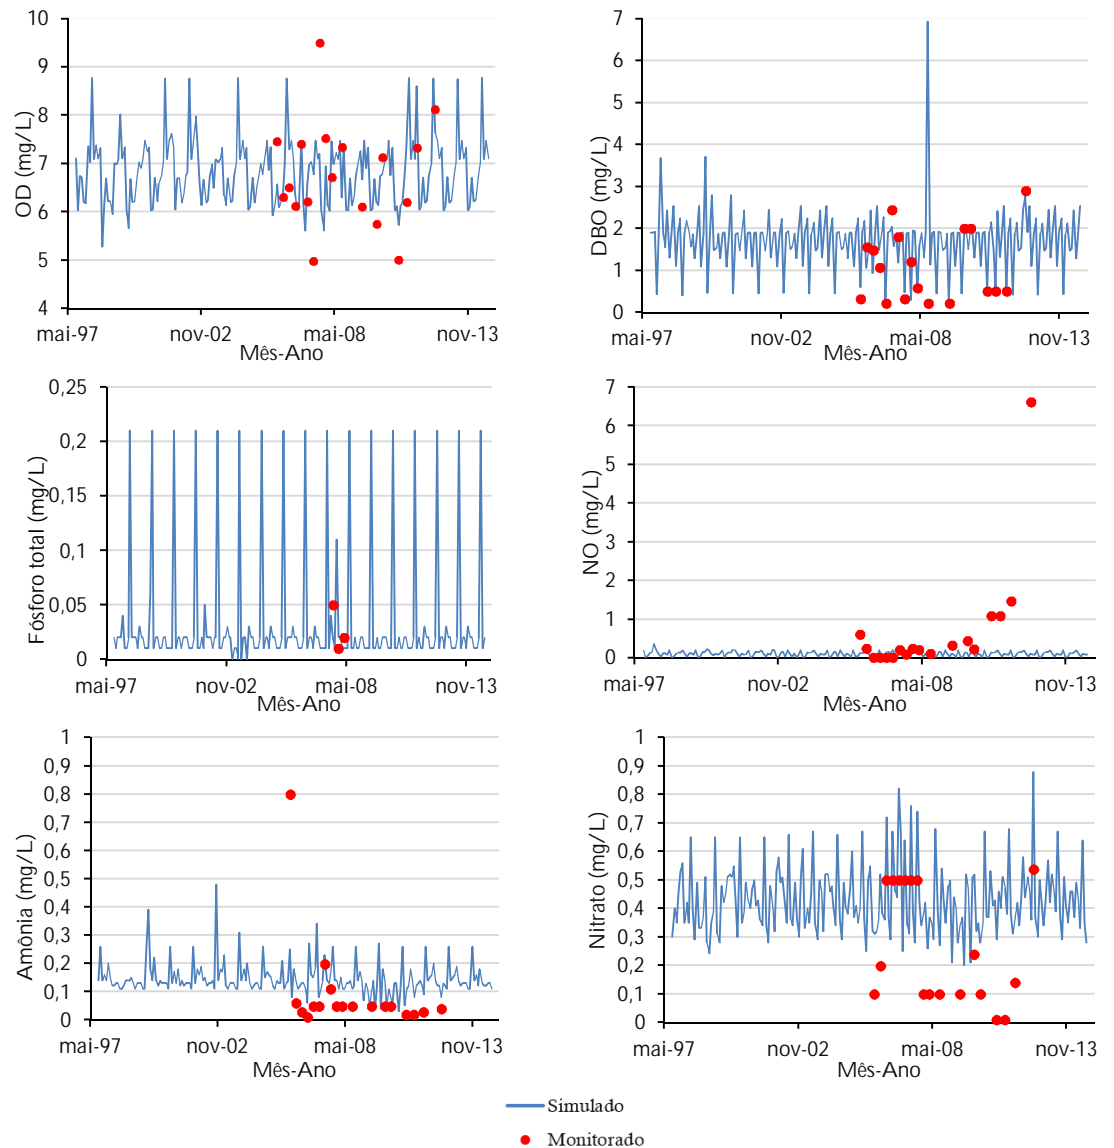 OD (mg/L)
10
9
8
7
6
5
4
mai-97
nov-02
mai-08
nov-13
Mês-Ano
DBO (mg/L)
7
6
5
4
3
2
1
0
mai-97
nov-02
mai-08
nov-13
Mês-Ano
Fósforo total (mg/L)
0,25
0,2
0,15
0,1
0,05
0
mai-97
nov-02
mai-08
nov-13
Mês-Ano
NO (mg/L)
7
6
5
4
3
2
1
0
mai-97
nov-02
mai-08
nov-13
Mês-Ano
Amônia (mg/L)
1
0,9
0,8
0,7
0,6
0,5
0,4
0,3
0,2
0,1
0
mai-97
nov-02
mai-08
nov-13
Mês-Ano
Nitrato (mg/L)
1
0,9
0,8
0,7
0,6
0,5
0,4
0,3
0,2
0,1
0
mai-97
nov-02
mai-08
nov-13
Mês-Ano
Simulado
Monitorado